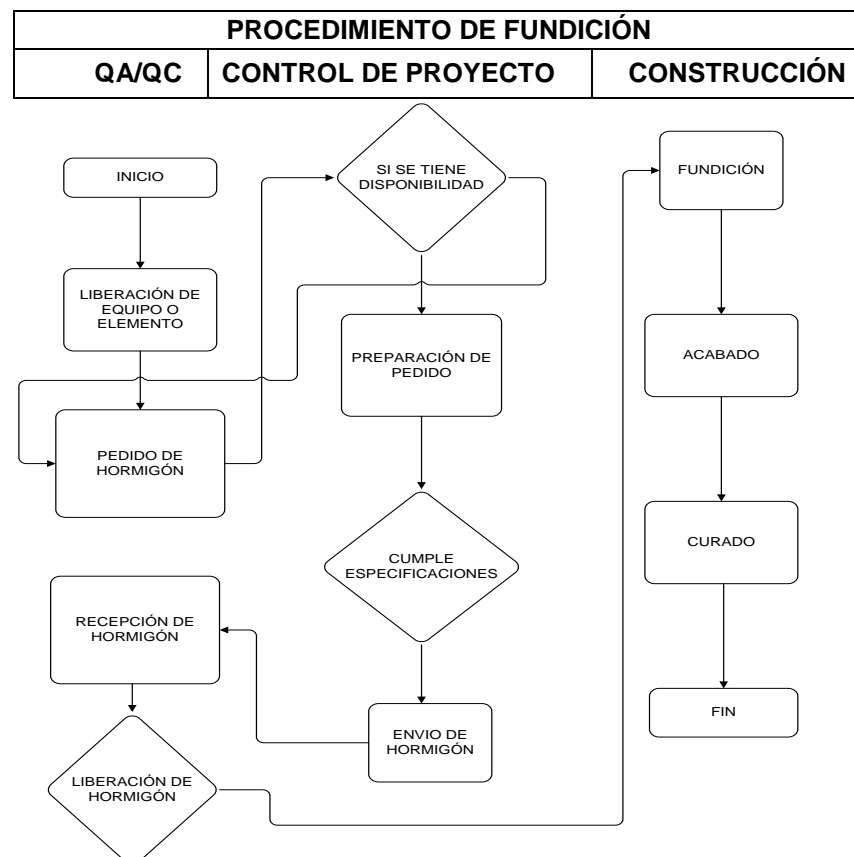 PROCEDIMIENTO DE FUNDICIÓN
QA/QC
CONTROL DE PROYECTO
CONSTRUCCIÓN
INICIO
LIBERACIÓN DE
EQUIPO O
ELEMENTO
PEDIDO DE
HORMIGÓN
RECEPCIÓN DE
HORMIGÓN
LIBERACIÓN DE
HORMIGÓN
SI SE TIENE
DISPONIBILIDAD
PREPARACIÓN DE
PEDIDO
CUMPLE
ESPECIFICACIONES
ENVIO DE
HORMIGÓN
FUNDICIÓN
ACABADO
CURADO
FIN